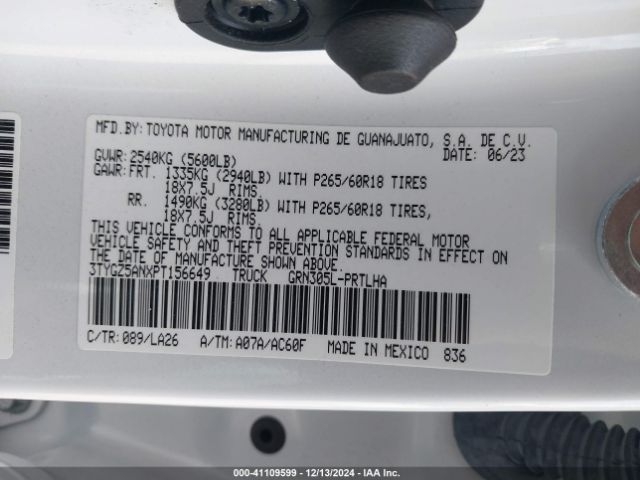 MFD.BY:TOYOTA MOTOR MANUFACTURING DE GUANAJUATO, S.A. DE C.V.
GVWR:2540KG (5600LB) DATE: 06/23
GAWR:FRT. 1335KG (2940LB) WITH P265/60R18 TIRES
18X7.5J RIMS,
RR. 1490KG (3280LB) WITH P265/60R18 TIRES,
18X7.5J RIMS.
THIS VEHICLE CONFORMS TO ALL APPLICABLE FEDERAL MOTOR
VEHICLE SAFETY AND THEFT PREVENTION STANDARDS IN EFFECT ON
THE DATE OF MANUFACTURE SHOWN ABOVE.
3TYGZ5ANXPT156649 TRUCK GRN305L-PRTLHA
C/TR:089/LA26 A/TM:A07A/AC60F MADE IN MEXICO 836
000-41109599 - 12/13/2024 - IAA Inc.